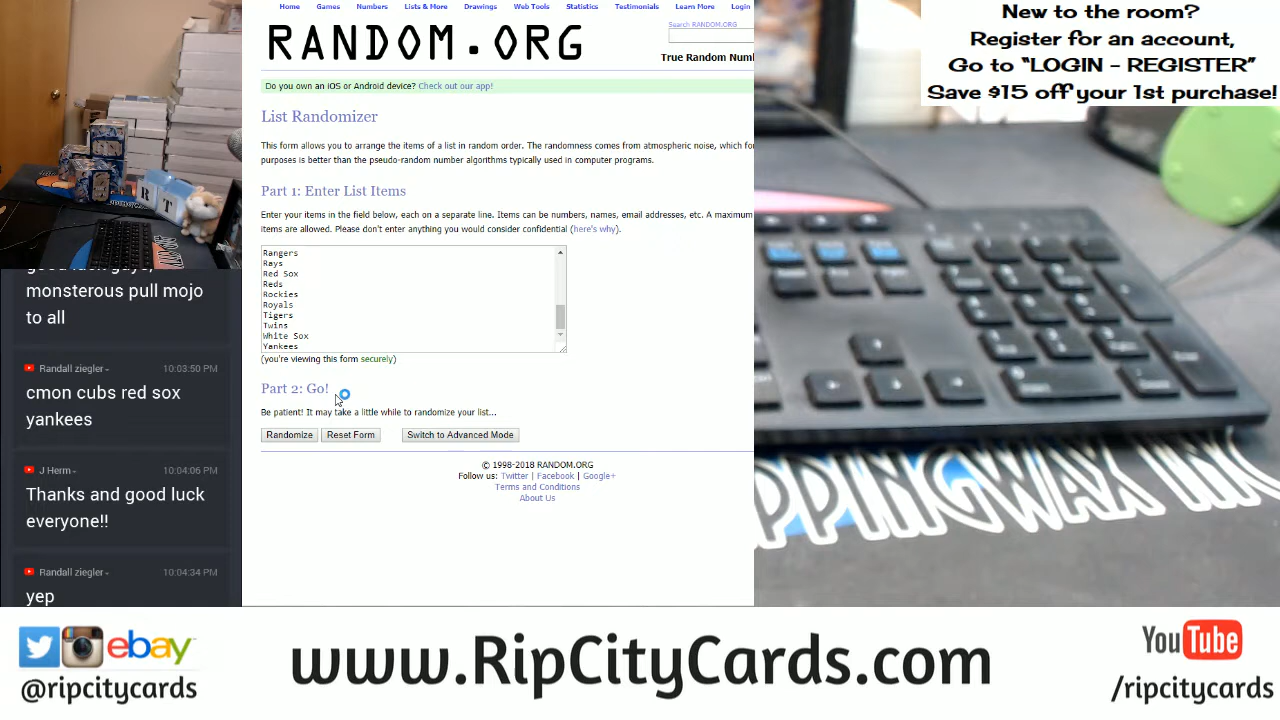 Home Games Numbers Lists & More Drawings Web Tools Statistics Testimonials Learn More Login
RANDOM.ORG
Search RANDOM.ORG
True Random Num
Do you own an iOS or Android device? Check out our app!
List Randomizer
This form allows you to arrange the items of a list in random order. The randomness comes from atmospheric noise, which for
purposes is better than the pseudo-random number algorithms typically used in computer programs.
Part 1: Enter List Items
Enter your items in the field below, each on a separate line. Items can be numbers, names, email addresses, etc. A maximum
items are allowed. Please don't enter anything you would consider confidential (here's why).
Rangers
Rays
Red Sox
Reds
Rockies
Royals
Tigers
Twins
White Sox
Yankees
(you're viewing this form securely)
Part 2: Go!
Be patient! It may take a little while to randomize your list...
Randomize Reset Form Switch to Advanced Mode
© 1998-2018 RANDOM.ORG
Follow us: Twitter | Facebook | Google+
Terms and Conditions
About Us
New to the room?
Register for an account,
Go to “LOGIN - REGISTER”
Save $15 off your 1st purchase!
R T
good luck guys,
monsterous pull mojo
to all
Randall ziegler 10:03:50 PM
cmon cubs red sox
yankees
J Herm 10:04:06 PM
Thanks and good luck
everyone!!
Randall ziegler 10:04:34 PM
yep
PPINGWAX IN
ebay
@ripcitycards
www.RipCityCards.com
YouTube
/ripcitycards